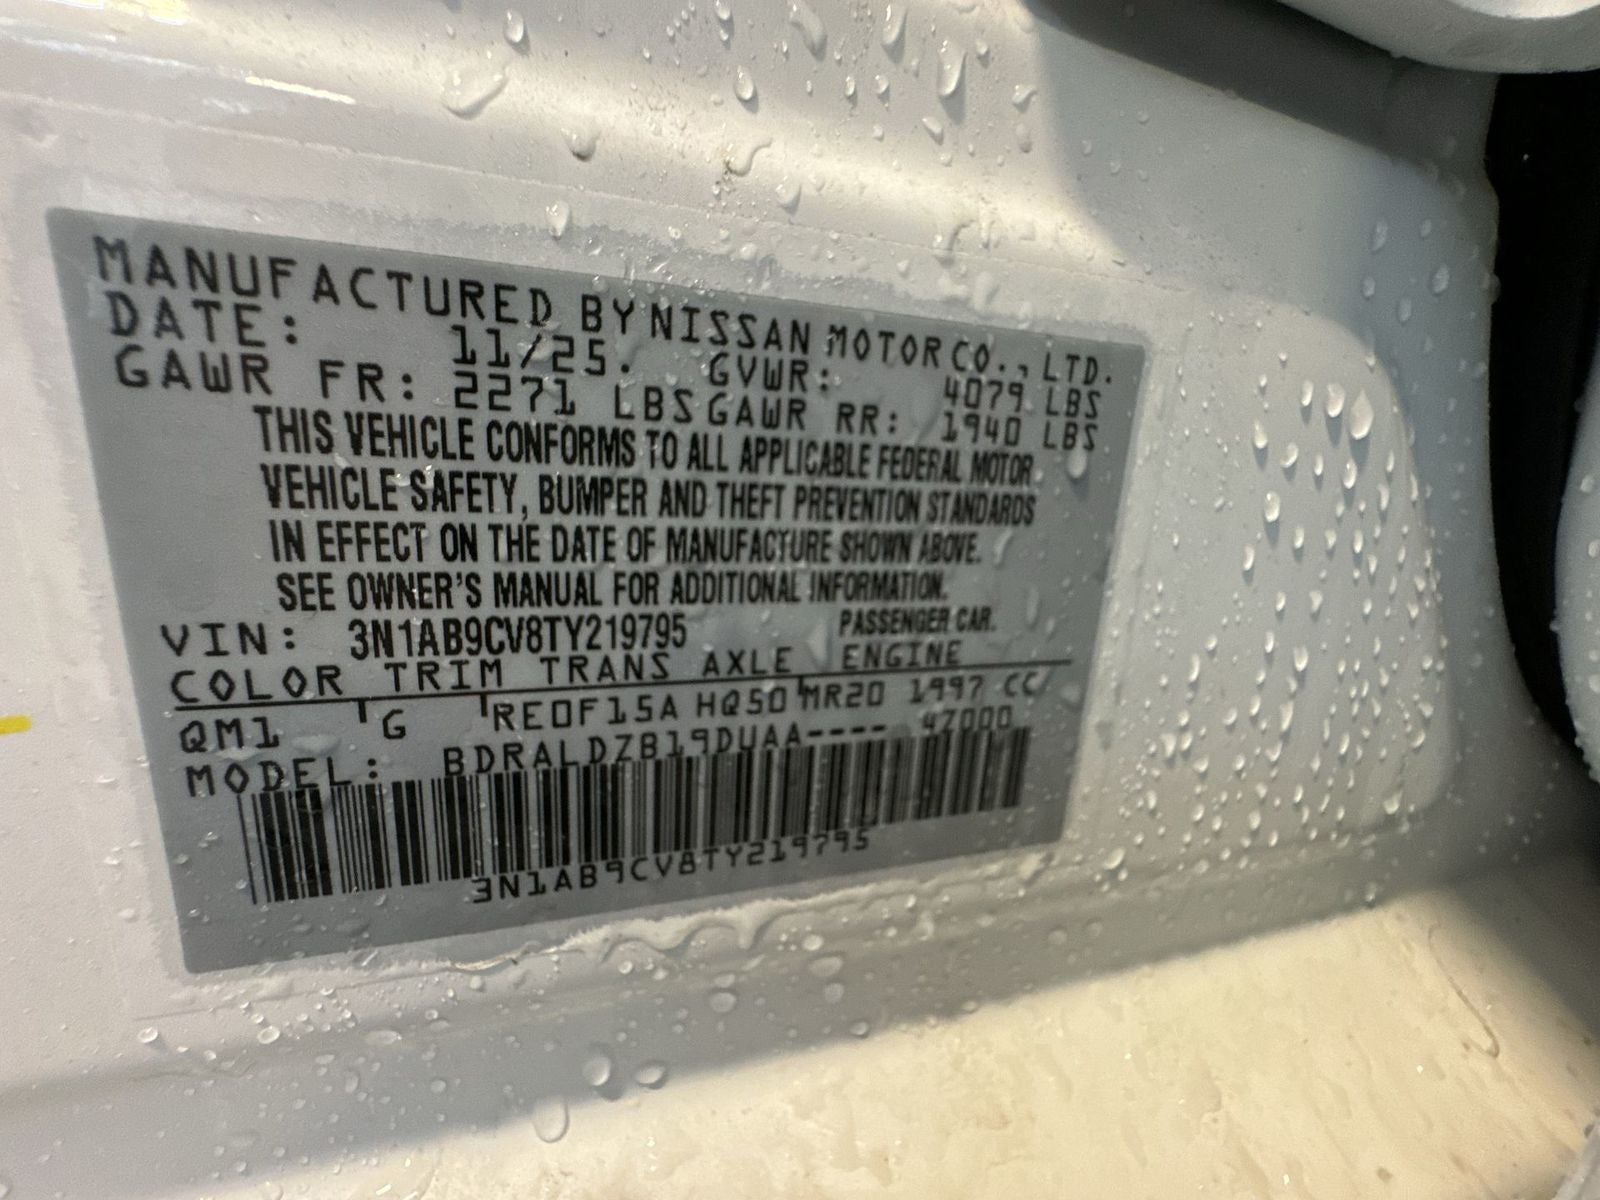 MANUFACTURED BY NISSAN MOTOR CO., LTD.
DATE: 11/25. GVWR: 4079 LBS
GAWR FR: 2271 LBS GAWR RR: 1940 LBS
THIS VEHICLE CONFORMS TO ALL APPLICABLE FEDERAL MOTOR
VEHICLE SAFETY, BUMPER AND THEFT PREVENTION STANDARDS
IN EFFECT ON THE DATE OF MANUFACTURE SHOWN ABOVE.
SEE OWNER'S MANUAL FOR ADDITIONAL INFORMATION.
VIN: 3N1AB9CV8TY219795 PASSENGER CAR.
COLOR TRIM TRANS AXLE ENGINE
QM1 G RE0F15A HQ50 MR20 1997 CC
MODEL: BDRALDZB19DUAA---- 47000
3N1AB9CV8TY219795